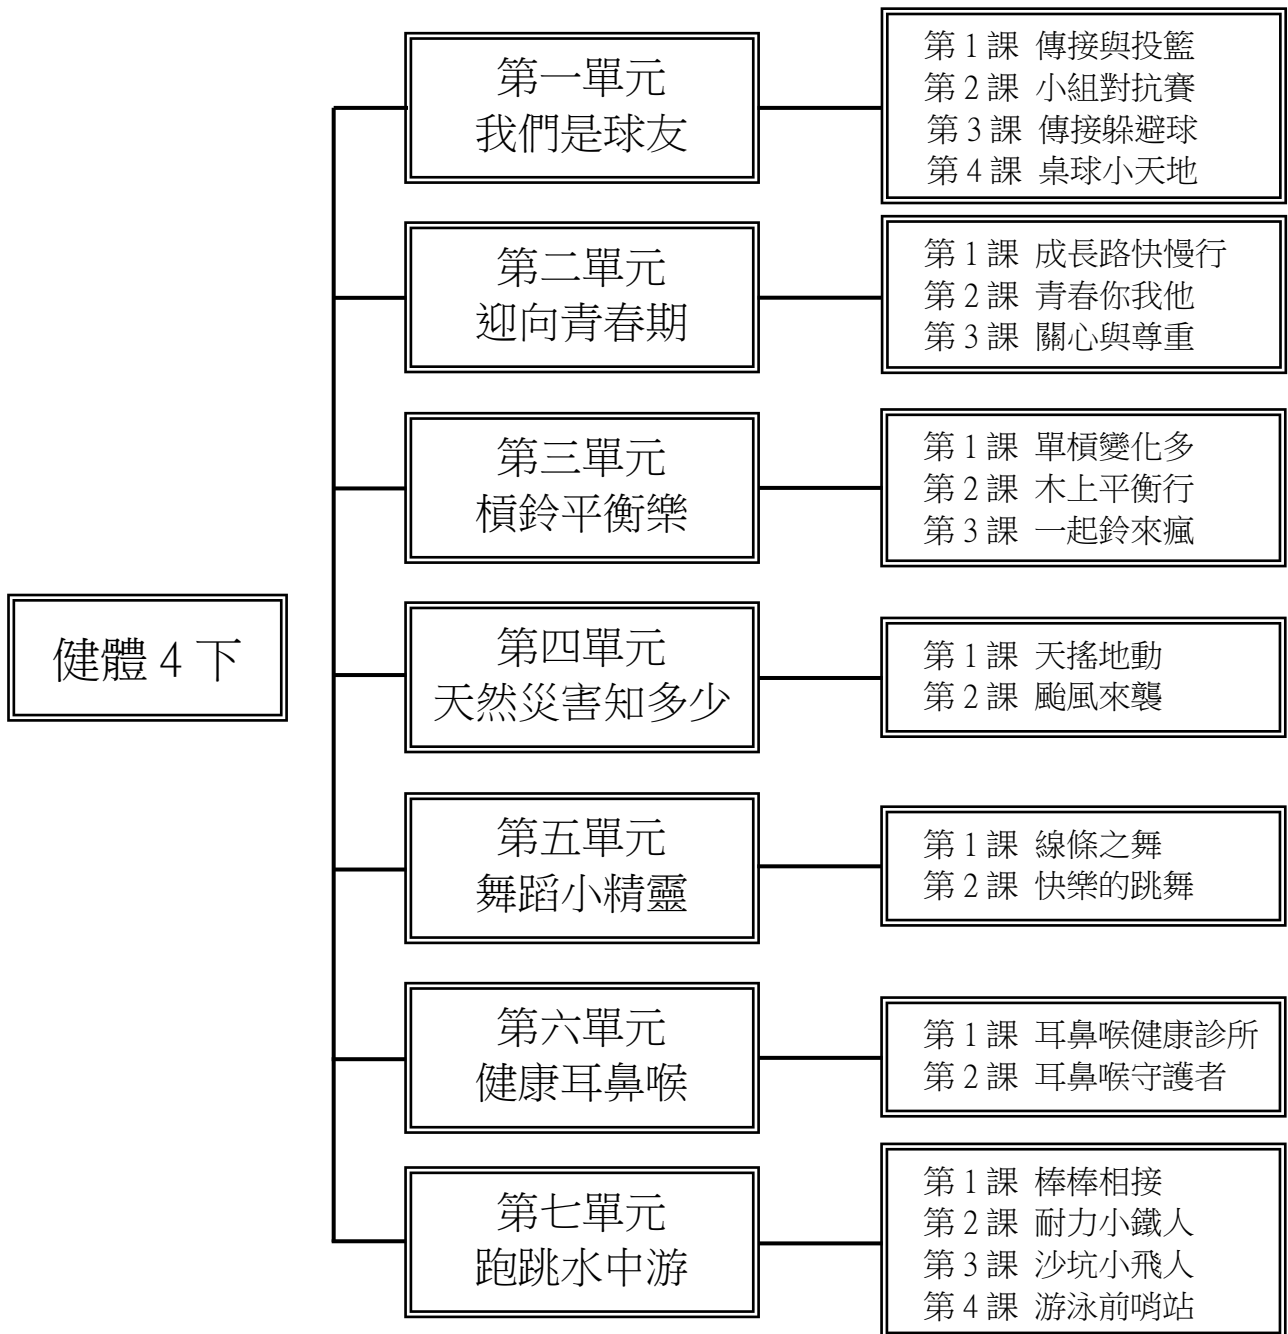 健體 4 下
第一單元
我們是球友
第 1 課 傳接與投籃
第 2 課 小組對抗賽
第 3 課 傳接躲避球
第 4 課 桌球小天地
第二單元
迎向青春期
第 1 課 成長路快慢行
第 2 課 青春你我他
第 3 課 關心與尊重
第三單元
槓鈴平衡樂
第 1 課 單槓變化多
第 2 課 木上平衡行
第 3 課 一起鈴來瘋
第四單元
天然災害知多少
第 1 課 天搖地動
第 2 課 颱風來襲
第五單元
舞蹈小精靈
第 1 課 線條之舞
第 2 課 快樂的跳舞
第六單元
健康耳鼻喉
第 1 課 耳鼻喉健康診所
第 2 課 耳鼻喉守護者
第七單元
跑跳水中游
第 1 課 棒棒相接
第 2 課 耐力小鐵人
第 3 課 沙坑小飛人
第 4 課 游泳前哨站